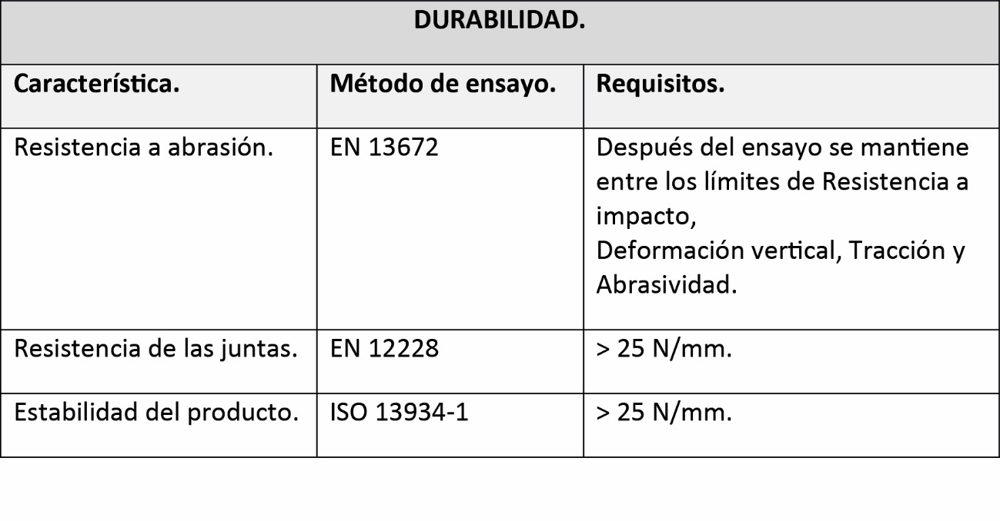 DURABILIDAD.
Característica.
Método de ensayo.
Requisitos.
Resistencia a abrasión.
EN 13672
Después del ensayo se mantiene
entre los límites de Resistencia a
impacto,
Deformación vertical, Tracción y
Abrasividad.
Resistencia de las juntas.
EN 12228
> 25 N/mm.
Estabilidad del producto.
ISO 13934-1
> 25 N/mm.